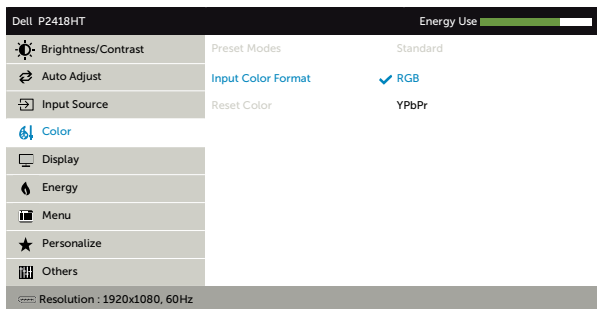 Dell P2418HT Energy Use
Brightness/Contrast Preset Modes Standard
Auto Adjust Input Color Format RGB
Input Source Reset Color YPbPr
Color
Display
Energy
Menu
Personalize
Others
Resolution : 1920x1080, 60Hz